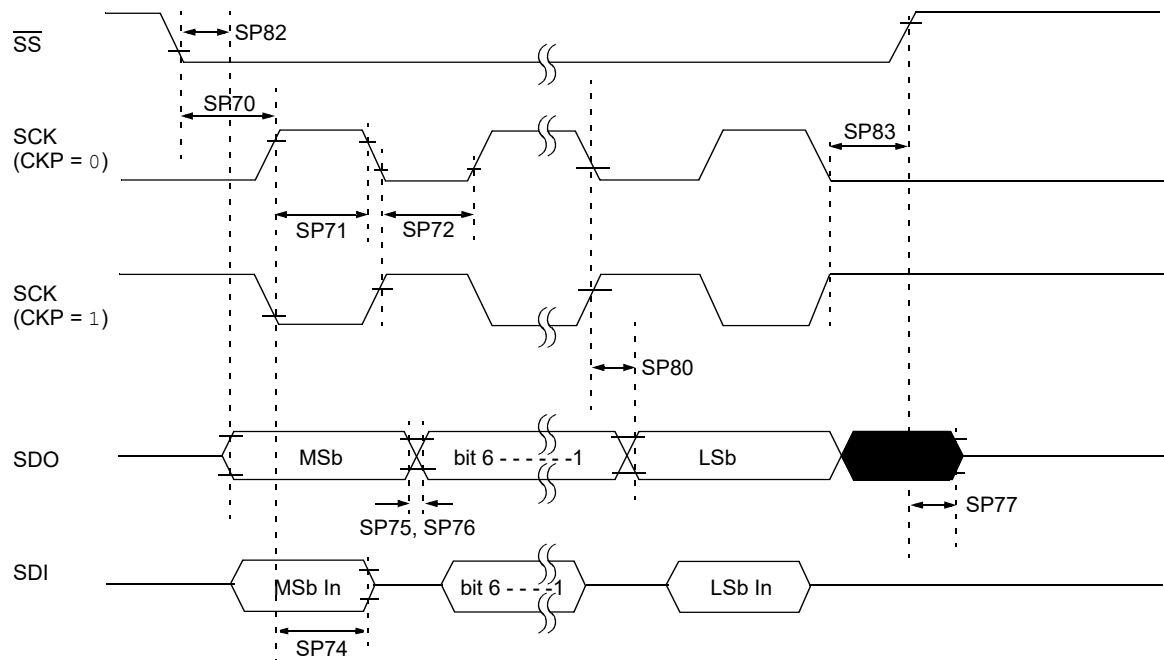 SS
SP82
SP70
SCK
(CKP = 0)
SP83
SP71
SP72
SCK
(CKP = 1)
SP80
SDO
MSb
bit 6 - - - - - - -1
LSb
SP75, SP76
SP77
SDI
MSb In
bit 6 - - - - -1
LSb In
SP74